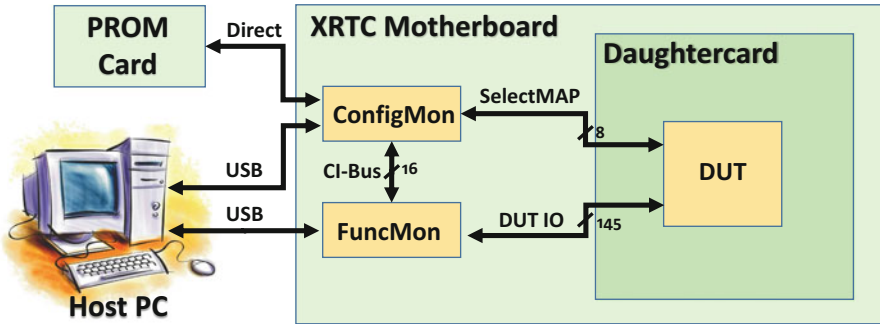 PROM
Card
Direct
XRTC Motherboard
Daughtercard
ConfigMon
SelectMAP
8
DUT
USB
CI-Bus
16
USB
FuncMon
DUT IO
145
Host PC